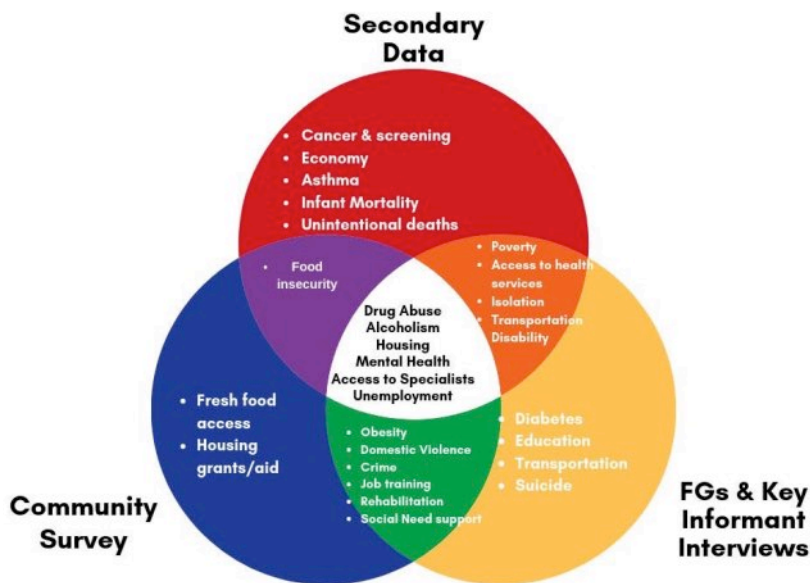 Secondary
Data
• Cancer & screening
• Economy
• Asthma
• Infant Mortality
• Unintentional deaths
• Food
insecurity
• Poverty
• Access to health
services
• Isolation
• Transportation
Disability
Drug Abuse
Alcoholism
Housing
Mental Health
Access to Specialists
Unemployment
• Fresh food
access
• Housing
grants/aid
• Obesity
• Domestic Violence
• Crime
• Job training
• Rehabilitation
• Social Need support
• Diabetes
• Education
• Transportation
• Suicide
Community
Survey
FGs & Key
Informant
Interviews